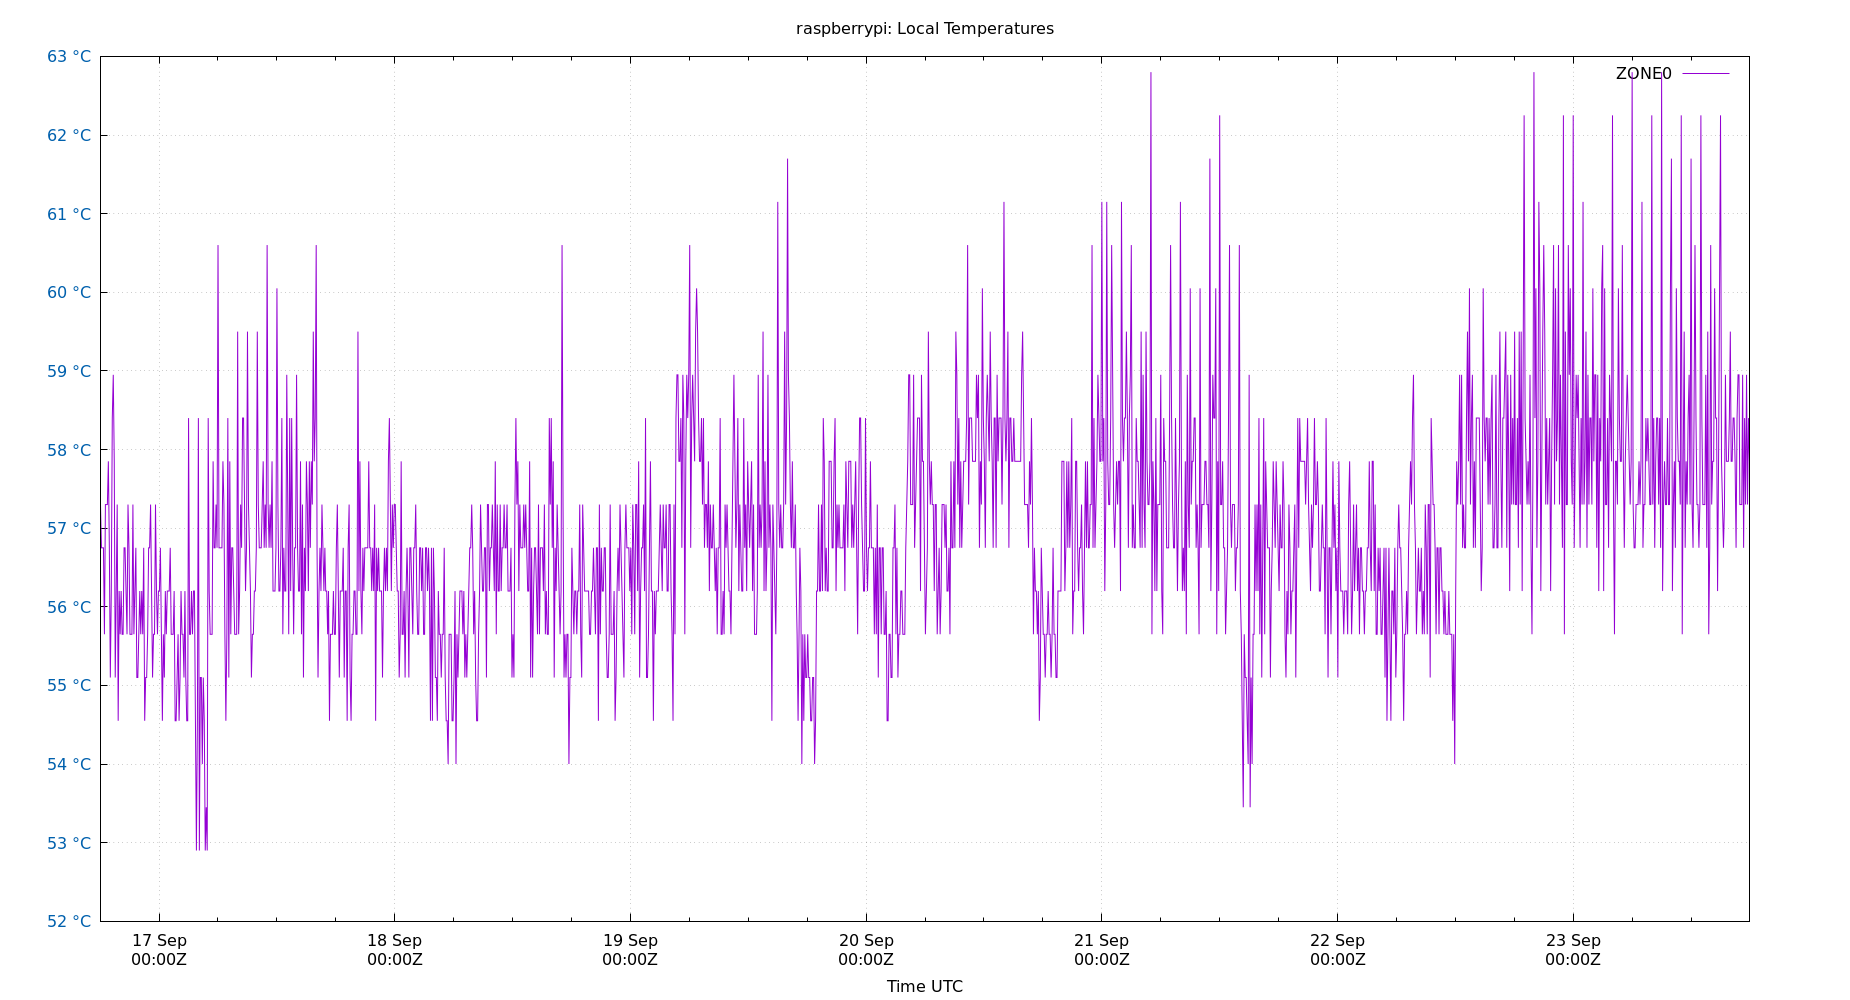 raspberrypi: Local Temperatures
63 °C
ZONE0
62 °C
61 °C
60 °C
59 °C
58 °C
57 °C
56 °C
55 °C
54 °C
53 °C
52 °C
17 Sep 18 Sep 19 Sep 20 Sep 21 Sep 22 Sep 23 Sep
00:00Z 00:00Z 00:00Z 00:00Z 00:00Z 00:00Z 00:00Z
Time UTC